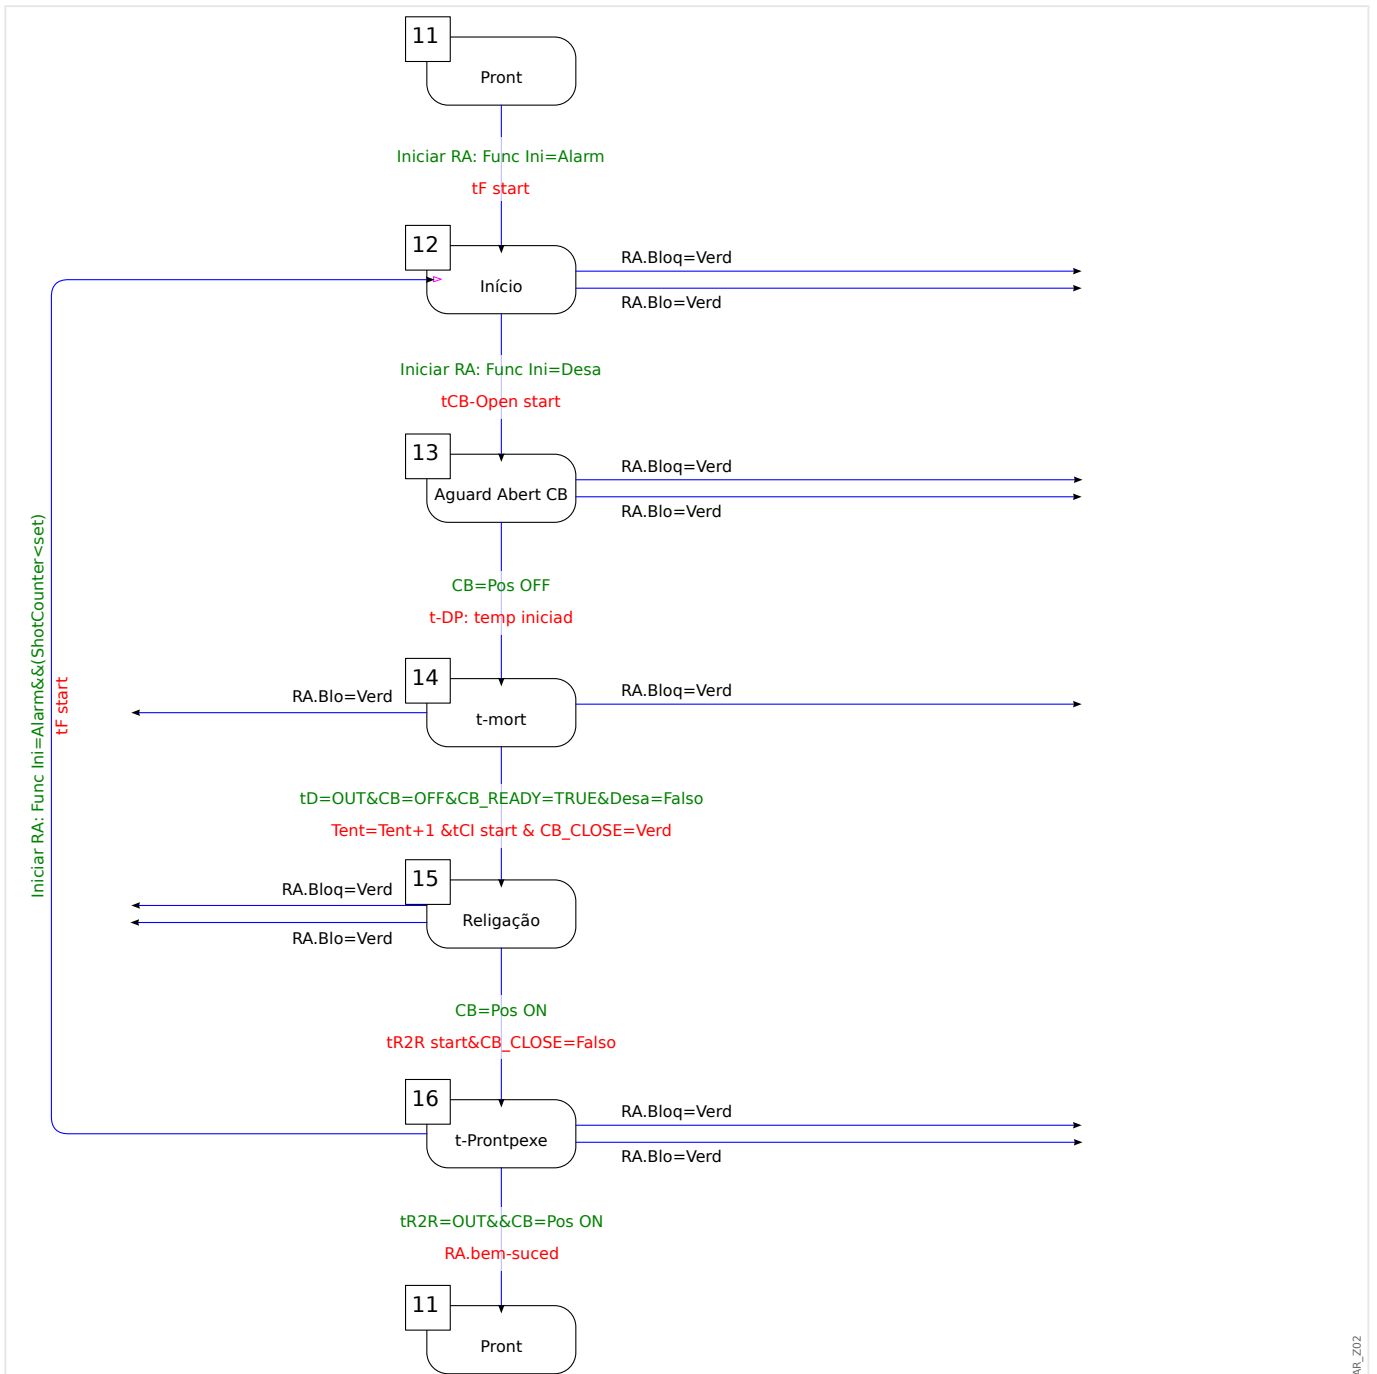 11
Pront
Iniciar RA: Func Ini=Alarm
tF start
12
Início
RA.Bloq=Verd
RA.Blo=Verd
Iniciar RA: Func Ini=Desa
tCB-Open start
13
Aguard Abert CB
RA.Bloq=Verd
RA.Blo=Verd
CB=Pos OFF
t-DP: temp iniciad
Iniciar RA: Func Ini=Alarm&&(ShotCounter<set)
tF start
14
t-mort
RA.Blo=Verd
RA.Bloq=Verd
tD=OUT&CB=OFF&CB_READY=TRUE&Desa=Falso
Tent=Tent+1 &tCl start & CB_CLOSE=Verd
15
Religação
RA.Bloq=Verd
RA.Blo=Verd
CB=Pos ON
tR2R start&CB_CLOSE=Falso
16
t-Prontpexe
RA.Bloq=Verd
RA.Blo=Verd
tR2R=OUT&&CB=Pos ON
RA.bem-suced
11
Pront
AR_Z02